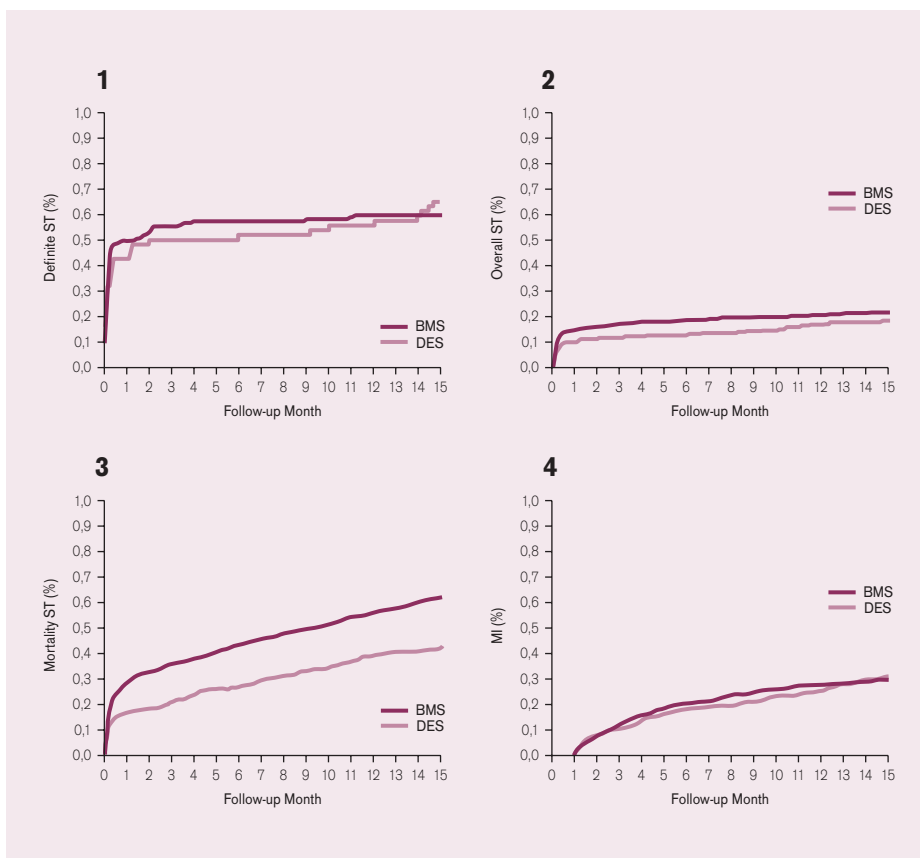 1
1,0
0,9
0,8
0,7
0,6
0,5
0,4
0,3
0,2
0,1
0,0
Definite ST (%)
BMS
DES
0 1 2 3 4 5 6 7 8 9 10 11 12 13 14 15
Follow-up Month
2
1,0
0,9
0,8
0,7
0,6
0,5
0,4
0,3
0,2
0,1
0,0
Overall ST (%)
BMS
DES
0 1 2 3 4 5 6 7 8 9 10 11 12 13 14 15
Follow-up Month
3
1,0
0,9
0,8
0,7
0,6
0,5
0,4
0,3
0,2
0,1
0,0
Mortality ST (%)
BMS
DES
0 1 2 3 4 5 6 7 8 9 10 11 12 13 14 15
Follow-up Month
4
1,0
0,9
0,8
0,7
0,6
0,5
0,4
0,3
0,2
0,1
0,0
MI (%)
BMS
DES
0 1 2 3 4 5 6 7 8 9 10 11 12 13 14 15
Follow-up Month